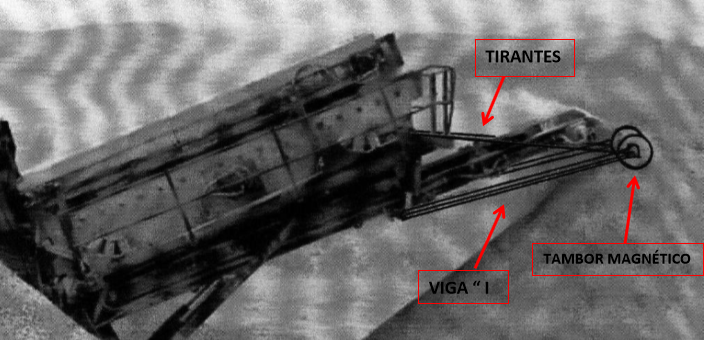 TIRANTES
TAMBOR MAGNÉTICO
VIGA “ I